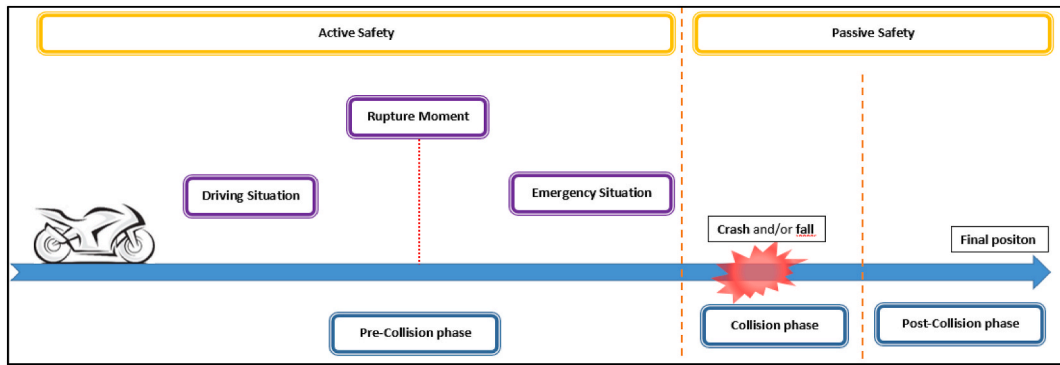 Active Safety
Passive Safety
Rupture Moment
Driving Situation
Emergency Situation
Crash and/or fall
Final positon
Pre-Collision phase
Collision phase
Post-Collision phase